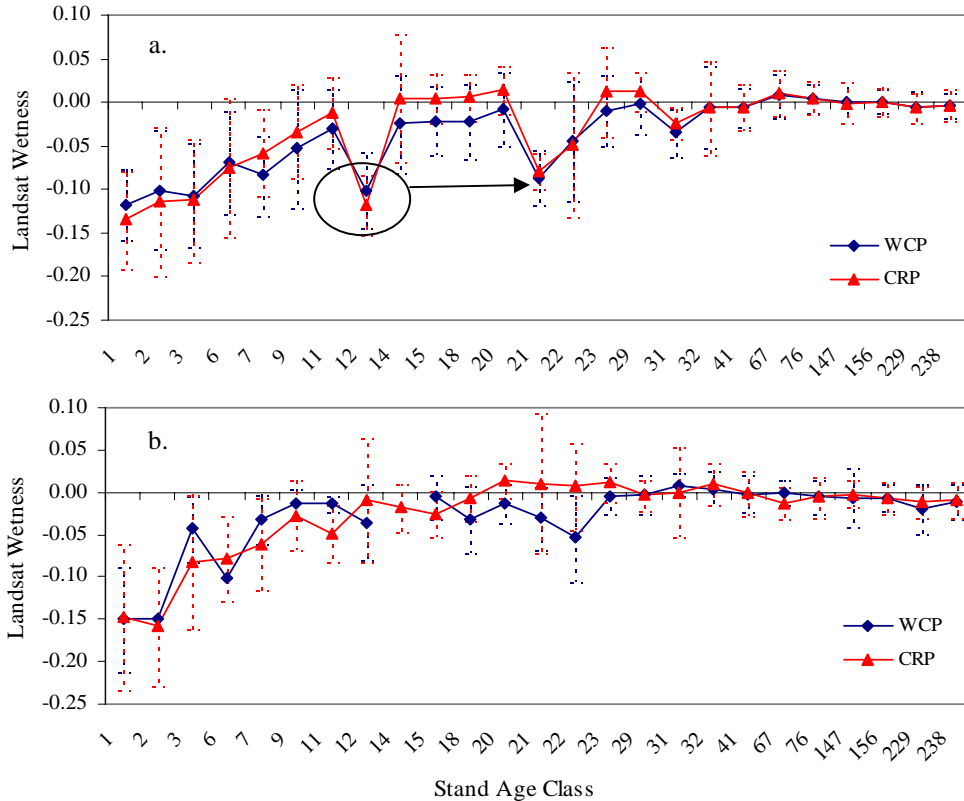 a.
0.10
0.05
0.00
-0.05
-0.10
-0.15
-0.20
-0.25
Landsat Wetness
WCP
CRP
1 2 3 6 7 9 11 12 14 15 18 20 21 22 23 29 31 32 41 67 76 147 156 229 238
b.
0.10
0.05
0.00
-0.05
-0.10
-0.15
-0.20
-0.25
Landsat Wetness
WCP
CRP
1 2 3 6 7 9 11 12 14 18 20 21 22 23 29 31 32 41 67 76 147 156 229 238
Stand Age Class